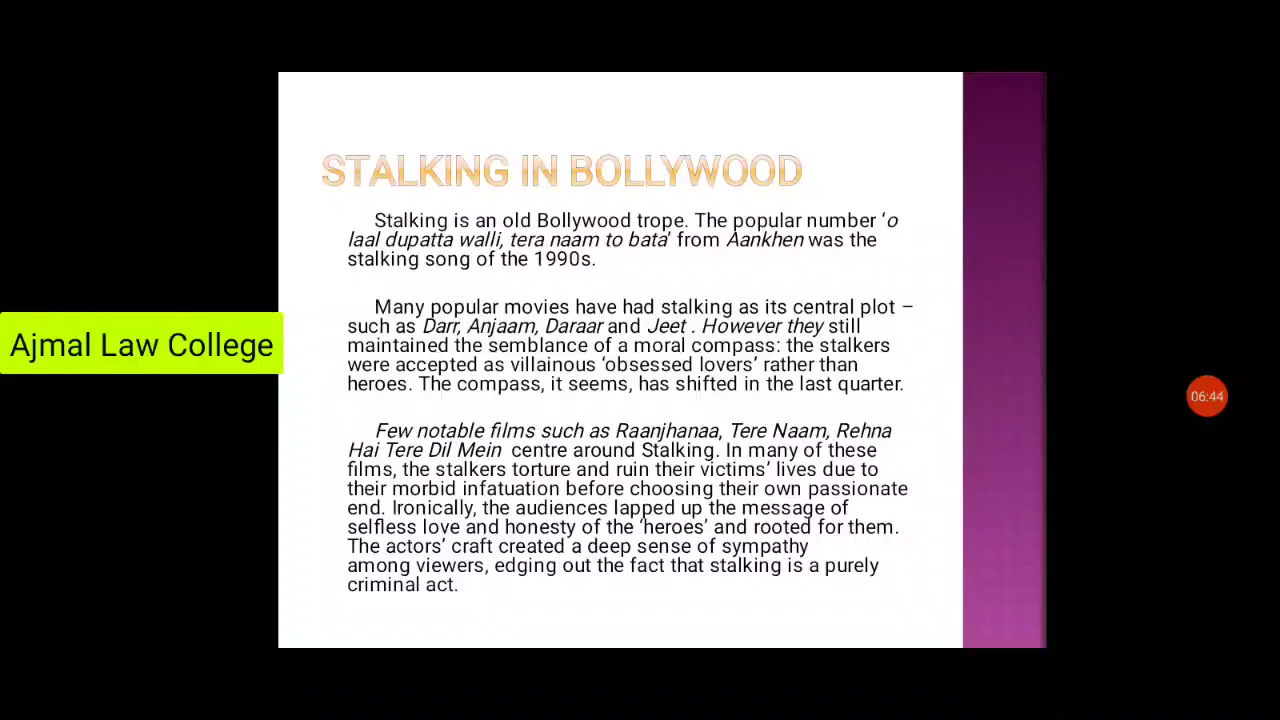 STALKING IN BOLLYWOOD
Stalking is an old Bollywood trope. The popular number ‘o
laal dupatta walli, tera naam to bata’ from Aankhen was the
stalking song of the 1990s.
Many popular movies have had stalking as its central plot –
such as Darr, Anjaam, Daraar and Jeet . However they still
maintained the semblance of a moral compass: the stalkers
were accepted as villainous ‘obsessed lovers’ rather than
heroes. The compass, it seems, has shifted in the last quarter.
Few notable films such as Raanjhanaa, Tere Naam, Rehna
Hai Tere Dil Mein centre around Stalking. In many of these
films, the stalkers torture and ruin their victims’ lives due to
their morbid infatuation before choosing their own passionate
end. Ironically, the audiences lapped up the message of
selfless love and honesty of the ‘heroes’ and rooted for them.
The actors’ craft created a deep sense of sympathy
among viewers, edging out the fact that stalking is a purely
criminal act.
Ajmal Law College
06:44